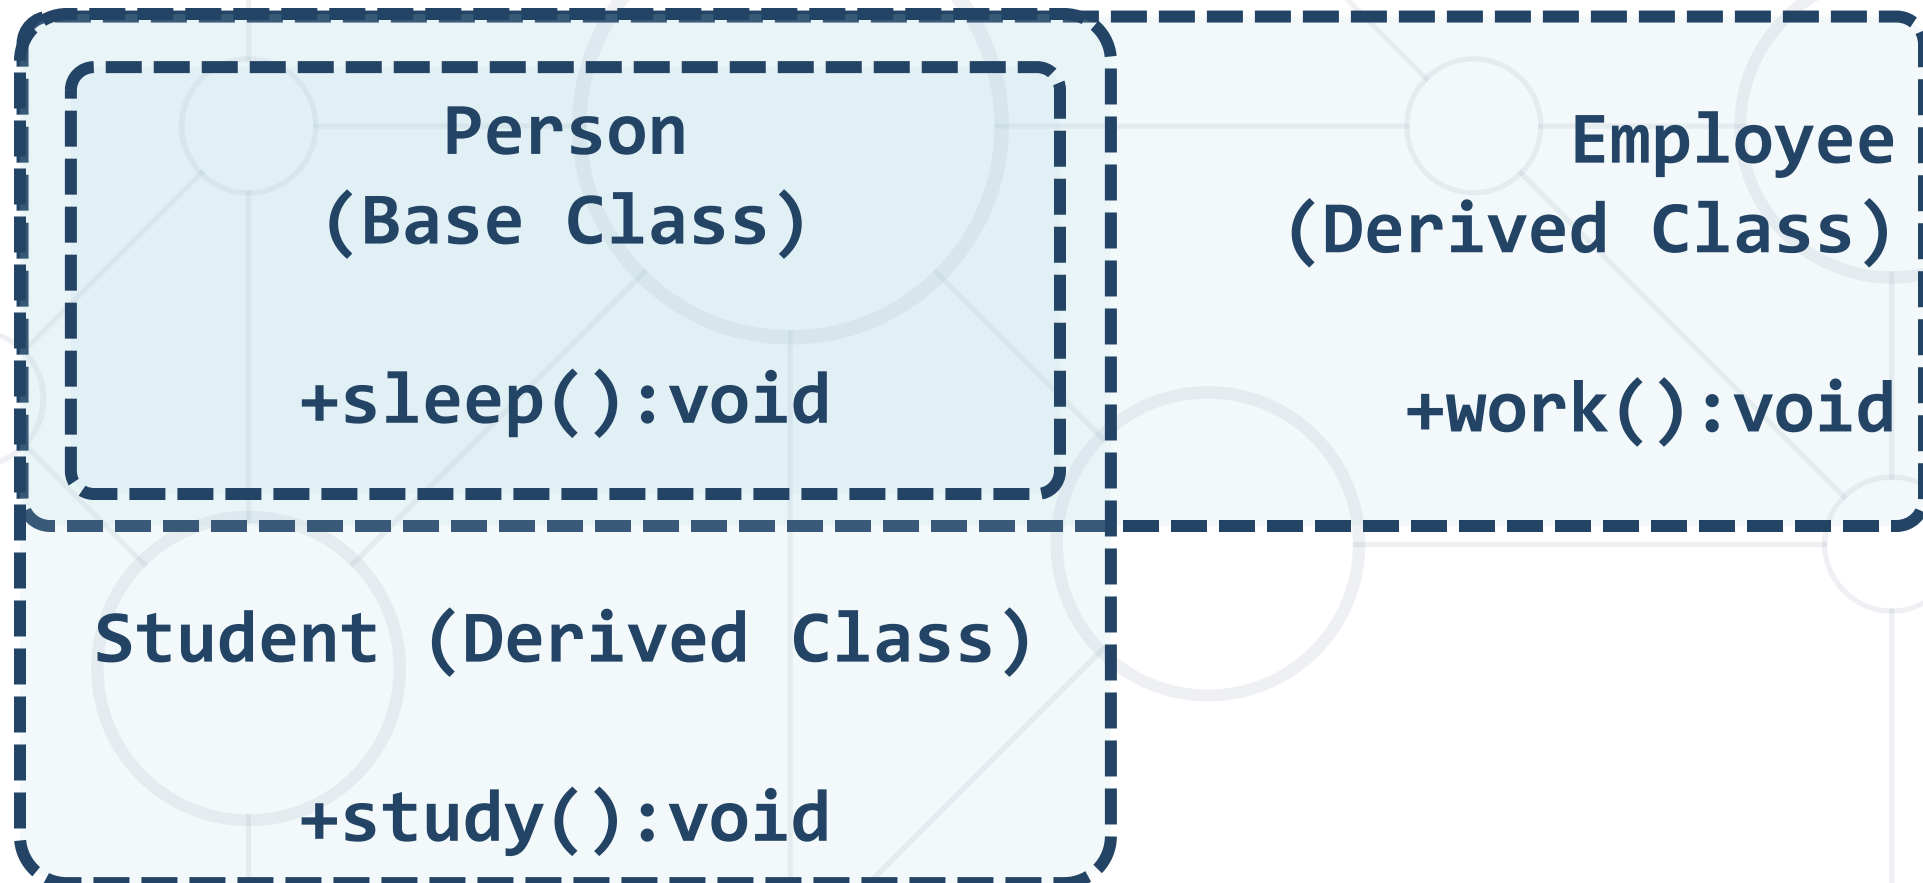 Person
(Base Class)
+sleep():void
Employee
(Derived Class)
+work():void
Student (Derived Class)
+study():void